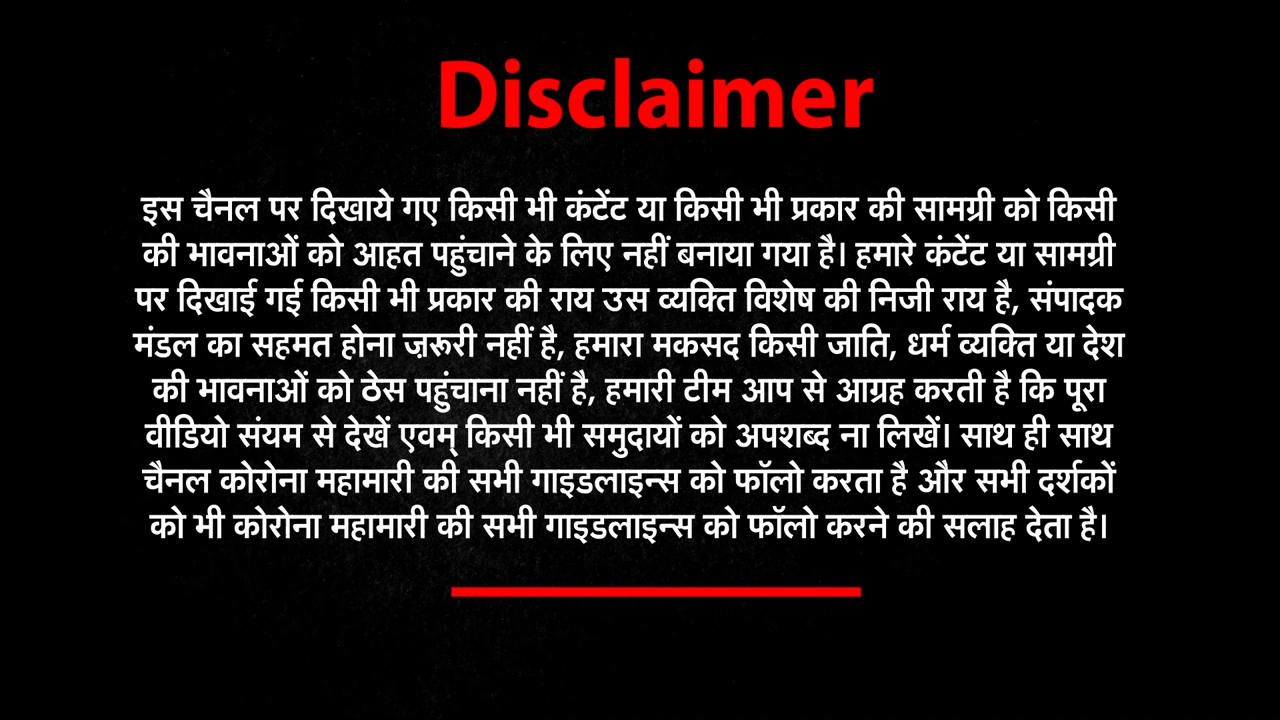 Disclaimer
इस चैनल पर दिखाये गए किसी भी कंटेंट या किसी भी प्रकार की सामग्री को किसी
की भावनाओं को आहत पहुंचाने के लिए नहीं बनाया गया है। हमारे कंटेंट या सामग्री
पर दिखाई गई किसी भी प्रकार की राय उस व्यक्ति विशेष की निजी राय है, संपादक
मंडल का सहमत होना ज़रूरी नहीं है, हमारा मकसद किसी जाति, धर्म व्यक्ति या देश
की भावनाओं को ठेस पहुंचाना नहीं है, हमारी टीम आप से आग्रह करती है कि पूरा
वीडियो संयम से देखें एवम् किसी भी समुदायों को अपशब्द ना लिखें। साथ ही साथ
चैनल कोरोना महामारी की सभी गाइडलाइन्स को फॉलो करता है और सभी दर्शकों
को भी कोरोना महामारी की सभी गाइडलाइन्स को फॉलो करने की सलाह देता है।